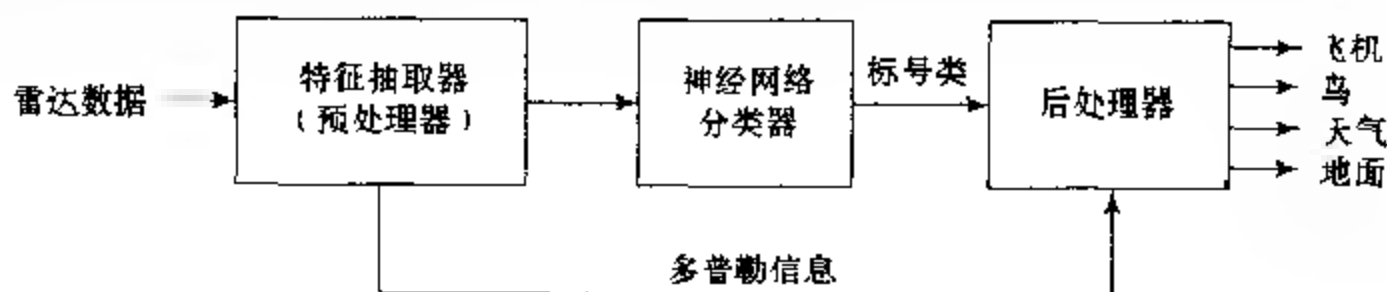 雷达数据
特征抽取器
(预处理器)
神经网络
分类器
标号类
后处理器
飞机
鸟
天气
地面
多普勒信息